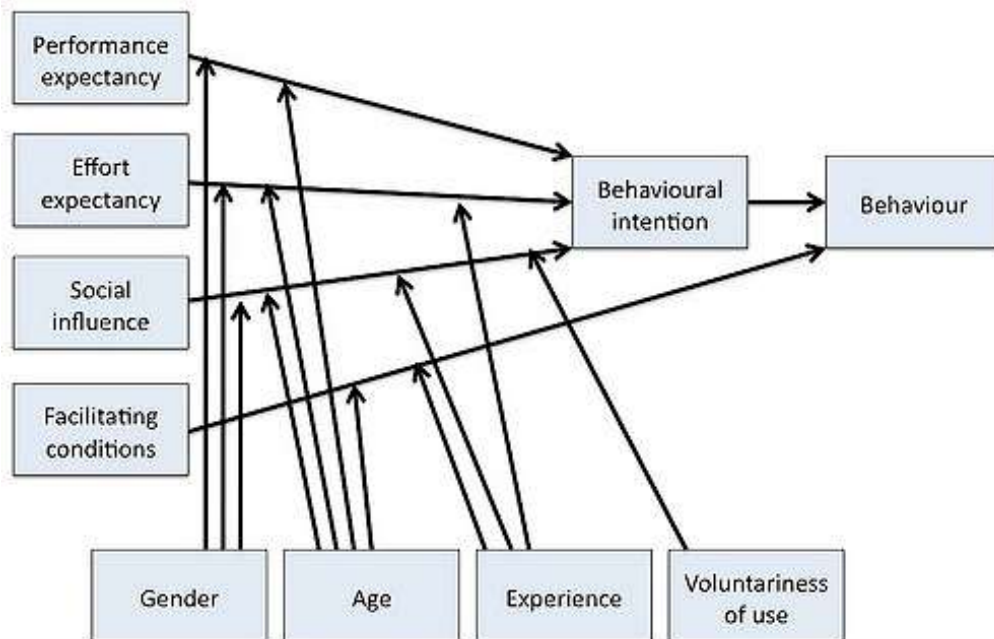 Performance
expectancy
Effort
expectancy
Social
influence
Facilitating
conditions
Behavioural
intention
Behaviour
Gender
Age
Experience
Voluntariness
of use